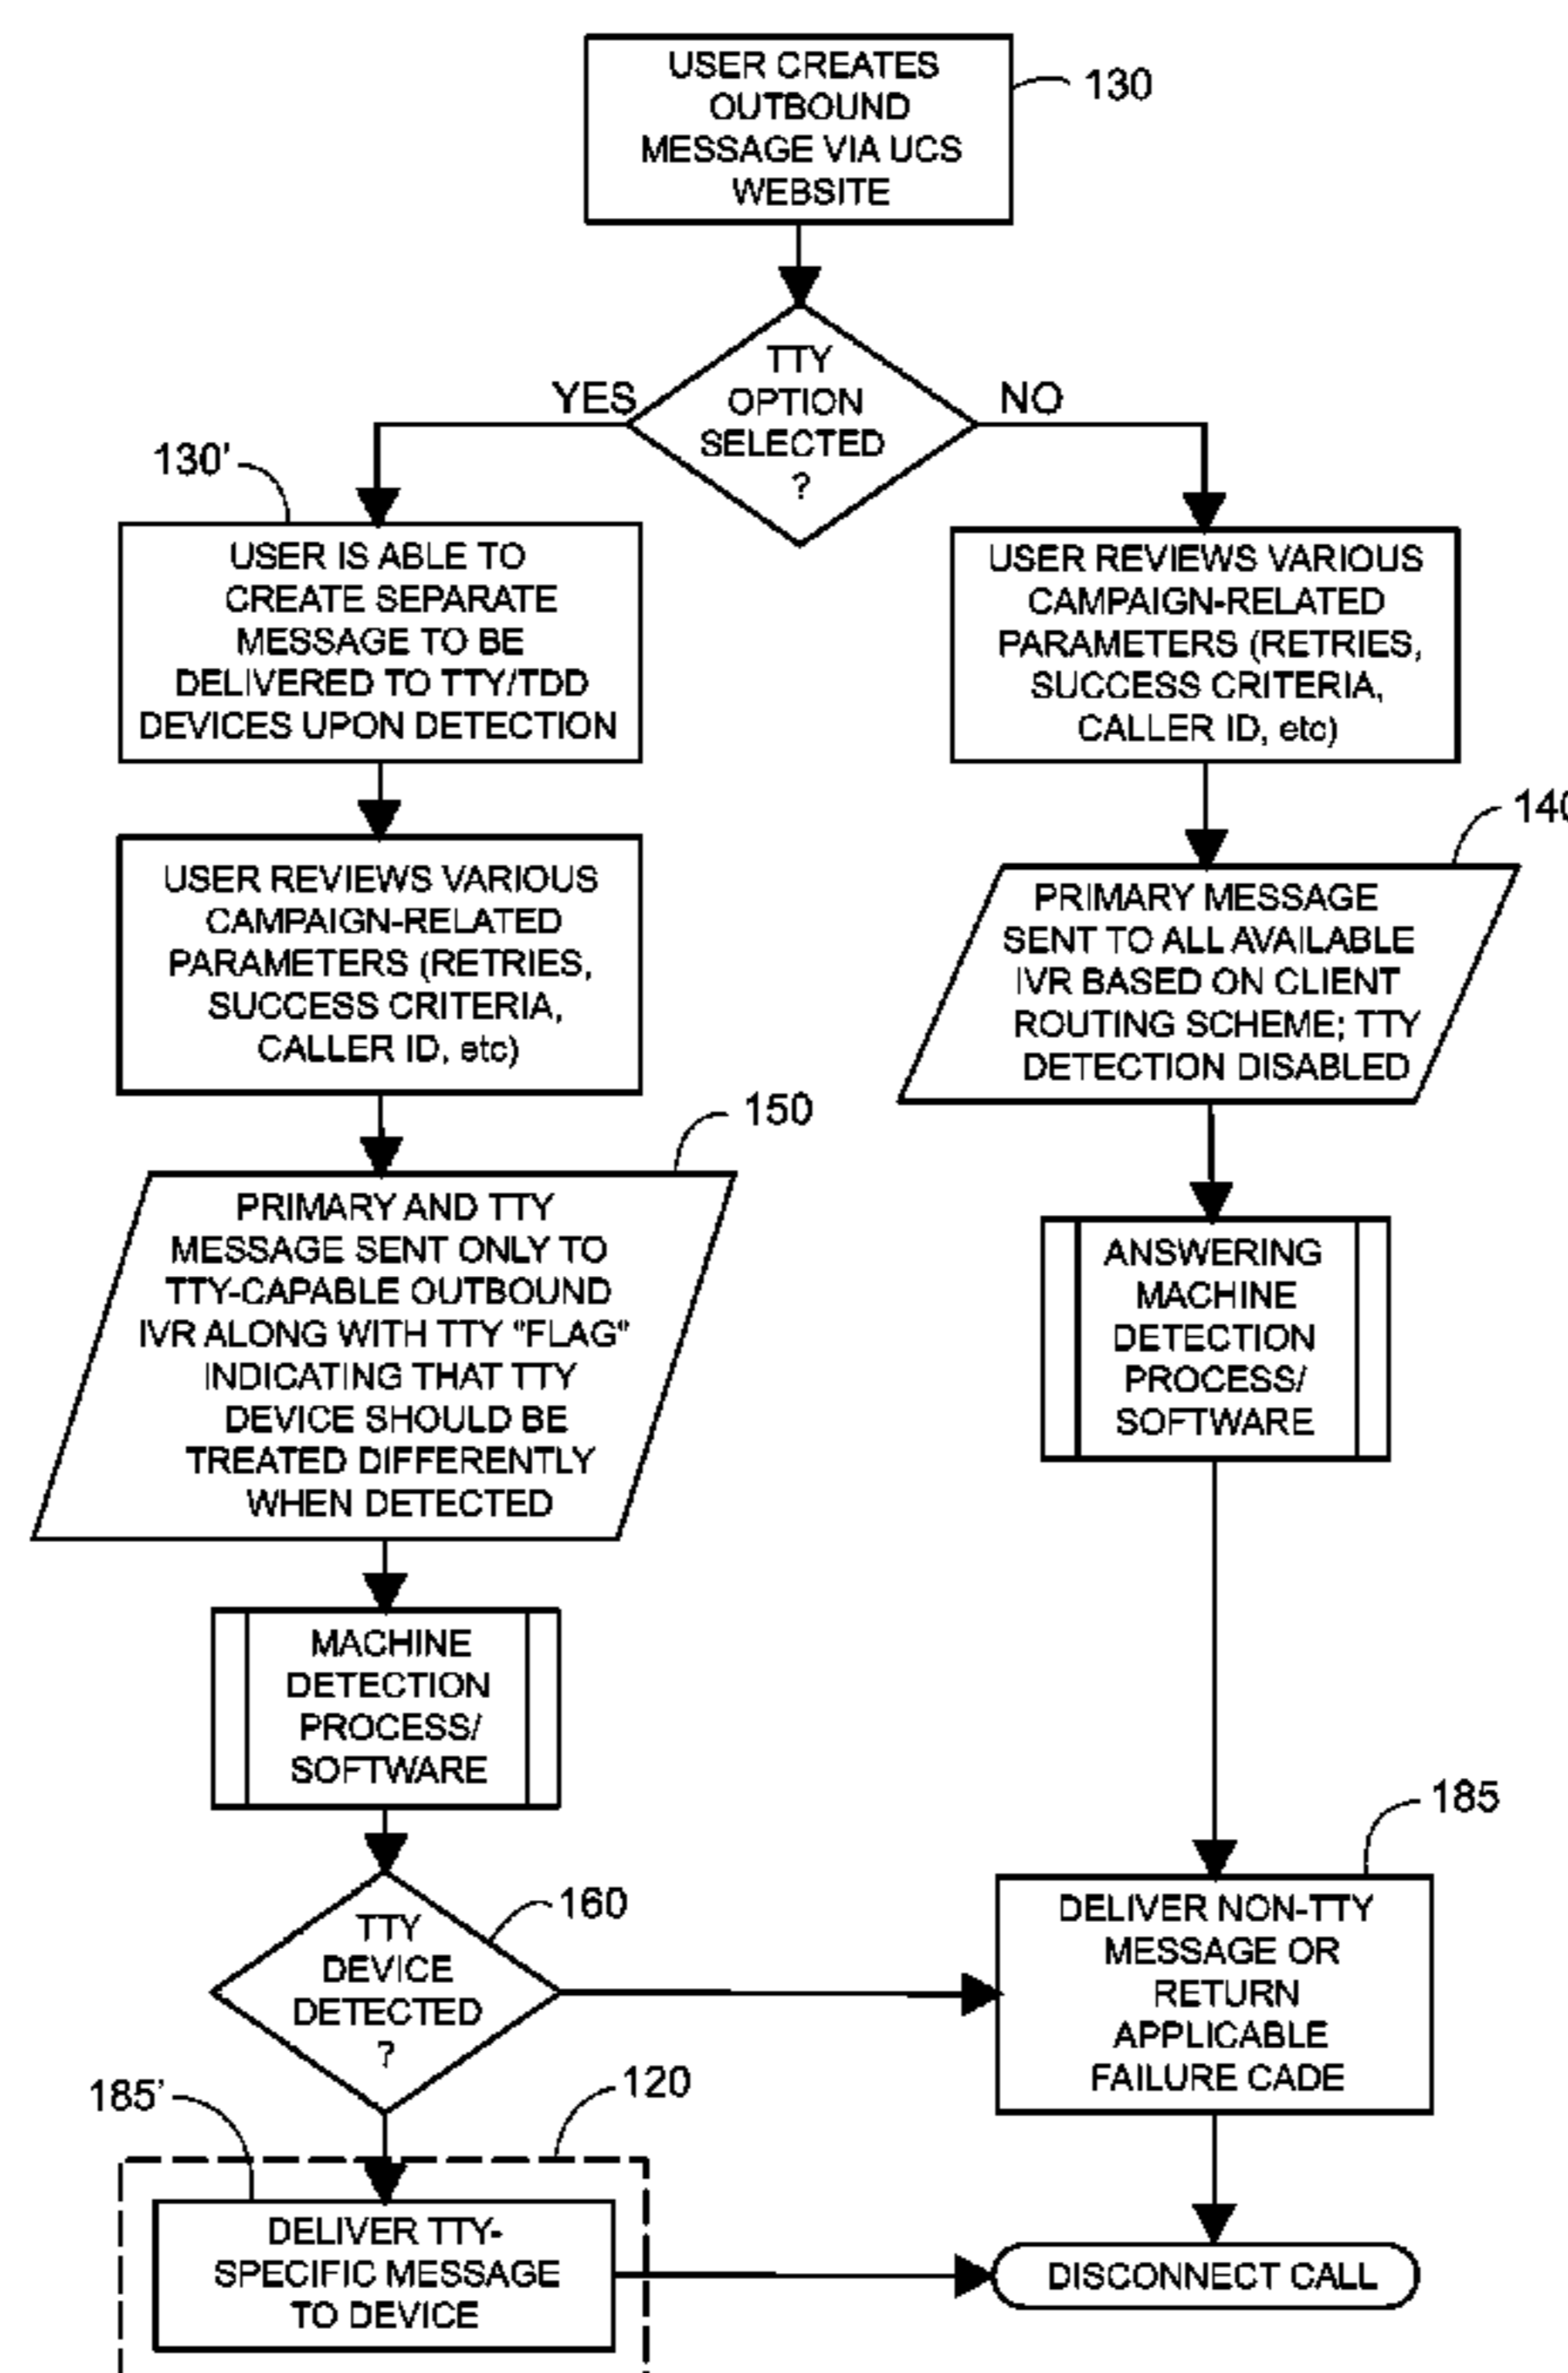 USER CREATES
OUTBOUND
MESSAGE VIA UCS
WEBSITE
130
TTY
OPTION
SELECTED
?
YES
NO
130'
USER IS ABLE TO
CREATE SEPARATE
MESSAGE TO BE
DELIVERED TO TTY/TDD
DEVICES UPON DETECTION
USER REVIEWS VARIOUS
CAMPAIGN-RELATED
PARAMETERS (RETRIES,
SUCCESS CRITERIA,
CALLER ID, etc)
USER REVIEWS VARIOUS
CAMPAIGN-RELATED
PARAMETERS (RETRIES,
SUCCESS CRITERIA,
CALLER ID, etc)
140
PRIMARY MESSAGE
SENT TO ALL AVAILABLE
IVR BASED ON CLIENT
ROUTING SCHEME; TTY
DETECTION DISABLED
150
PRIMARY AND TTY
MESSAGE SENT ONLY TO
TTY-CAPABLE OUTBOUND
IVR ALONG WITH TTY "FLAG"
INDICATING THAT TTY
DEVICE SHOULD BE
TREATED DIFFERENTLY
WHEN DETECTED
ANSWERING
MACHINE
DETECTION
PROCESS/
SOFTWARE
MACHINE
DETECTION
PROCESS/
SOFTWARE
160
TTY
DEVICE
DETECTED
?
185
DELIVER NON-TTY
MESSAGE OR
RETURN
APPLICABLE
FAILURE CADE
185'
120
DELIVER TTY-
SPECIFIC MESSAGE
TO DEVICE
DISCONNECT CALL